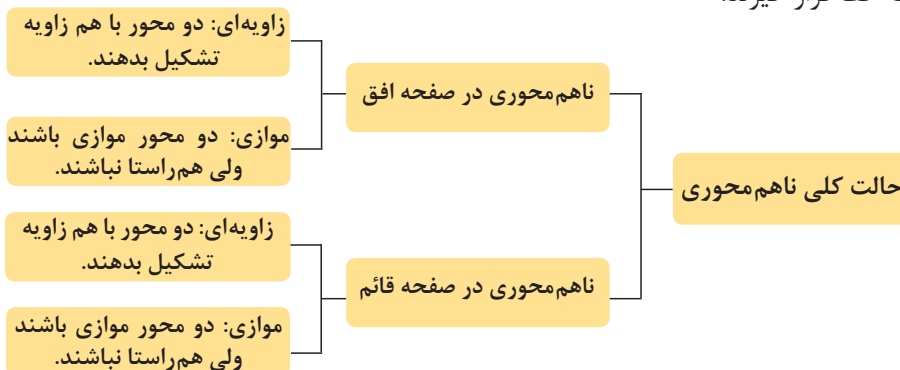 زاویه‌ای: دو محور با هم زاویه
تشکیل بدهند.
ناهم‌محوری در صفحه افق
موازی: دو محور موازی باشند
ولی هم‌راستا نباشند.
حالت کلی ناهم‌محوری
زاویه‌ای: دو محور با هم زاویه
تشکیل بدهند.
ناهم‌محوری در صفحه قائم
موازی: دو محور موازی باشند
ولی هم‌راستا نباشند.